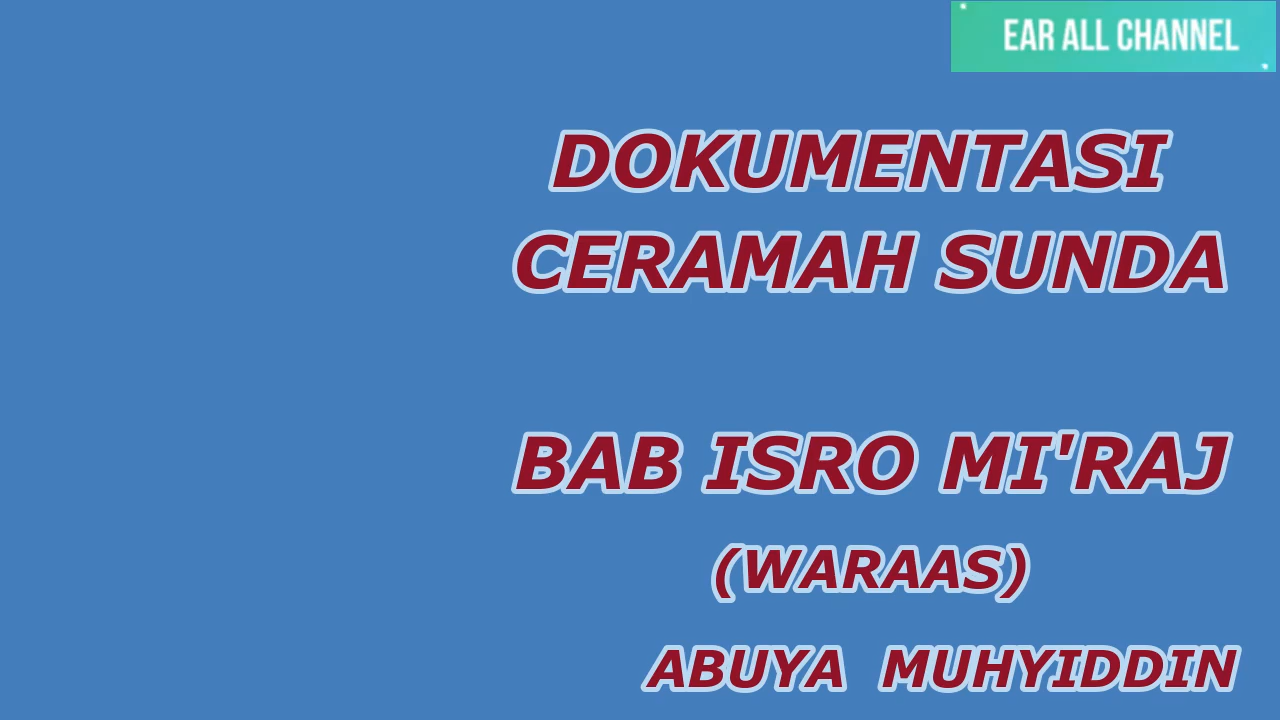 EAR ALL CHANNEL
DOKUMENTASI
CERAMAH SUNDA
BAB ISRO MI'RAJ
(WARAAS)
ABUYA MUHYIDDIN